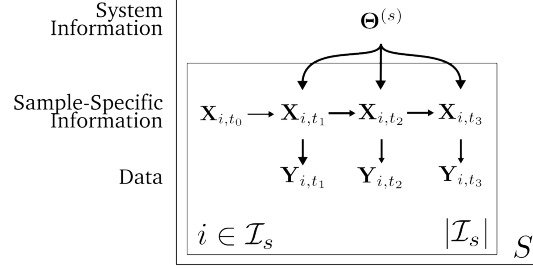 System
Information
Θ^{(s)}
Sample-Specific
Information
X_{i,t_0} → X_{i,t_1} → X_{i,t_2} → X_{i,t_3}
Data
Y_{i,t_1} Y_{i,t_2} Y_{i,t_3}
i ∈ ℐ_s |ℐ_s|
S